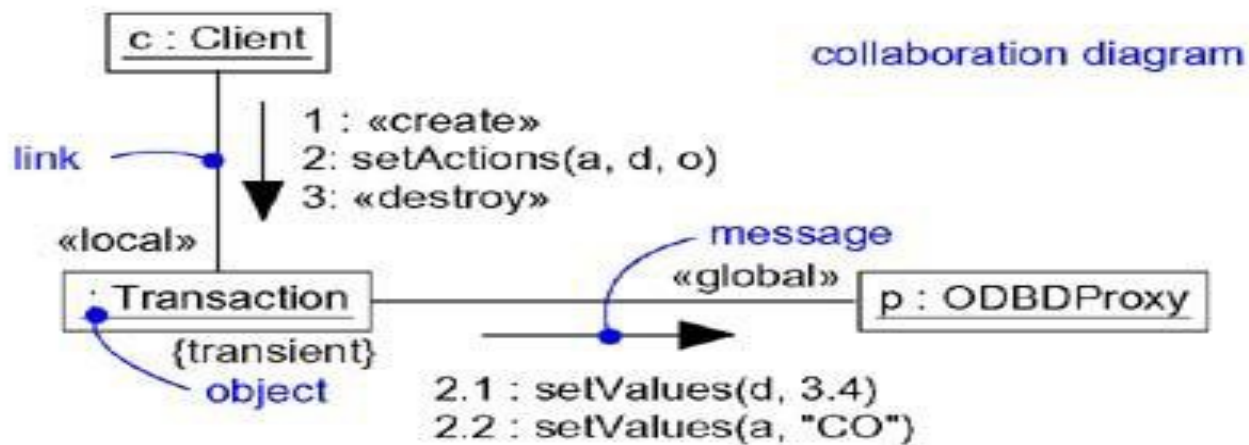 c : Client
collaboration diagram
1 : «create»
link
2: setActions(a, d, o)
3: «destroy»
«local»
message
«global»
: Transaction
p : ODBDProxy
{transient}
object
2.1 : setValues(d, 3.4)
2.2 : setValues(a, "CO")